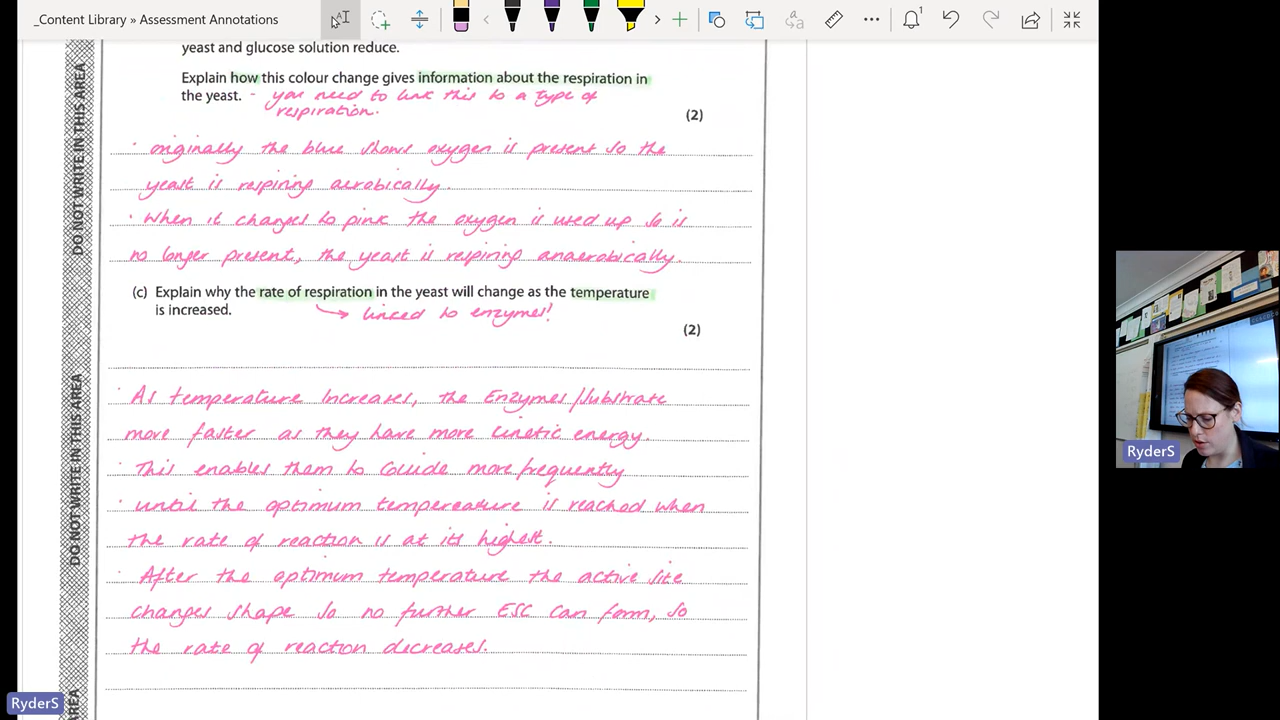 _Content Library » Assessment Annotations
yeast and glucose solution reduce.
Explain how this colour change gives information about the respiration in
the yeast. - you need to link this to a type of
respiration.
(2)
· originally the blue shows oxygen is present so the
yeast is respiring aerobically.
· When it changes to pink the oxygen is used up so is
no longer present, the yeast is respiring anaerobically.
(c) Explain why the rate of respiration in the yeast will change as the temperature
is increased. → linked to enzymes!
(2)
· As temperature increases, the Enzymes/substrate
move faster as they have more kinetic energy.
· This enables them to collide more frequently
· until the optimum tempereature is reached when
the rate of reaction is at its highest.
· After the optimum temperature the active site
changes shape so no further ESC can form, so
the rate of reaction decreases.
DO NOT WRITE IN THIS AREA
DO NOT WRITE IN THIS AREA
AREA
RyderS
RyderS